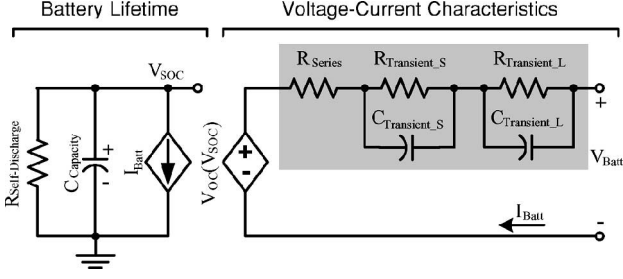 Battery Lifetime
Voltage-Current Characteristics
VSOC
RSelf-Discharge
CCapacity
+
-
IBatt
VOC(VSOC)
+
-
RSeries
RTransient_S
CTransient_S
RTransient_L
CTransient_L
+
VBatt
IBatt
-